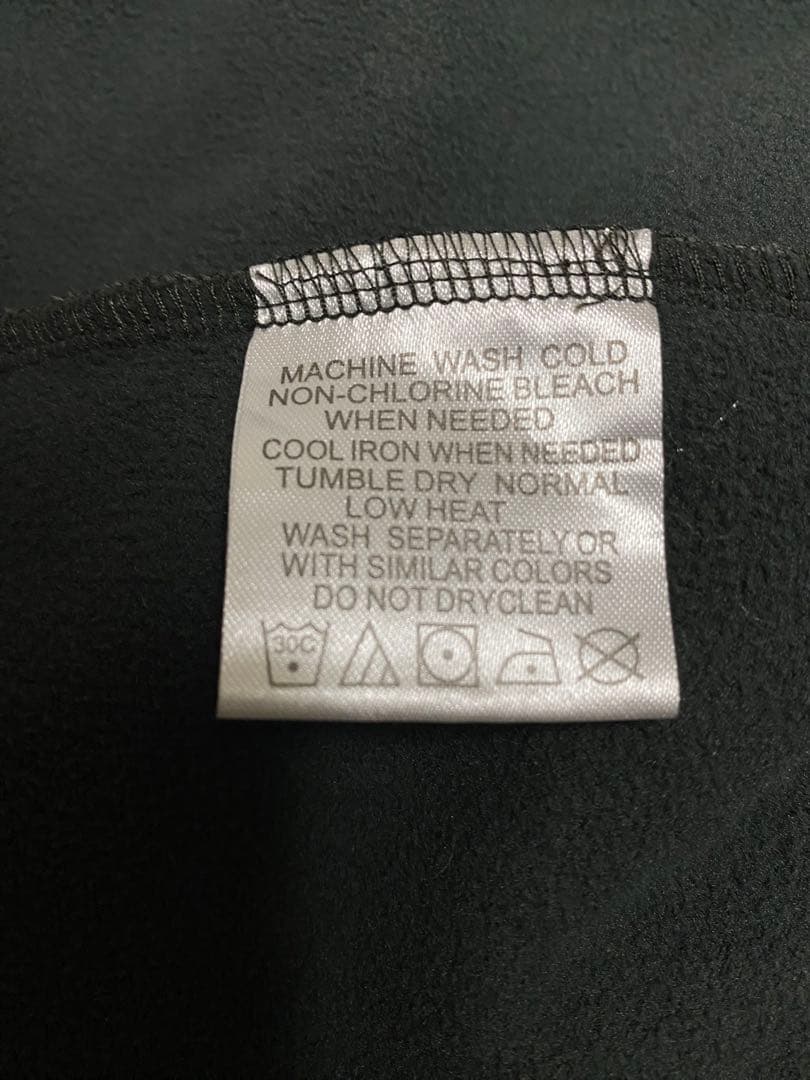 MACHINE WASH COLD
NON-CHLORINE BLEACH
WHEN NEEDED
COOL IRON WHEN NEEDED
TUMBLE DRY NORMAL
LOW HEAT
WASH SEPARATELY OR
WITH SIMILAR COLORS
DO NOT DRYCLEAN
30C